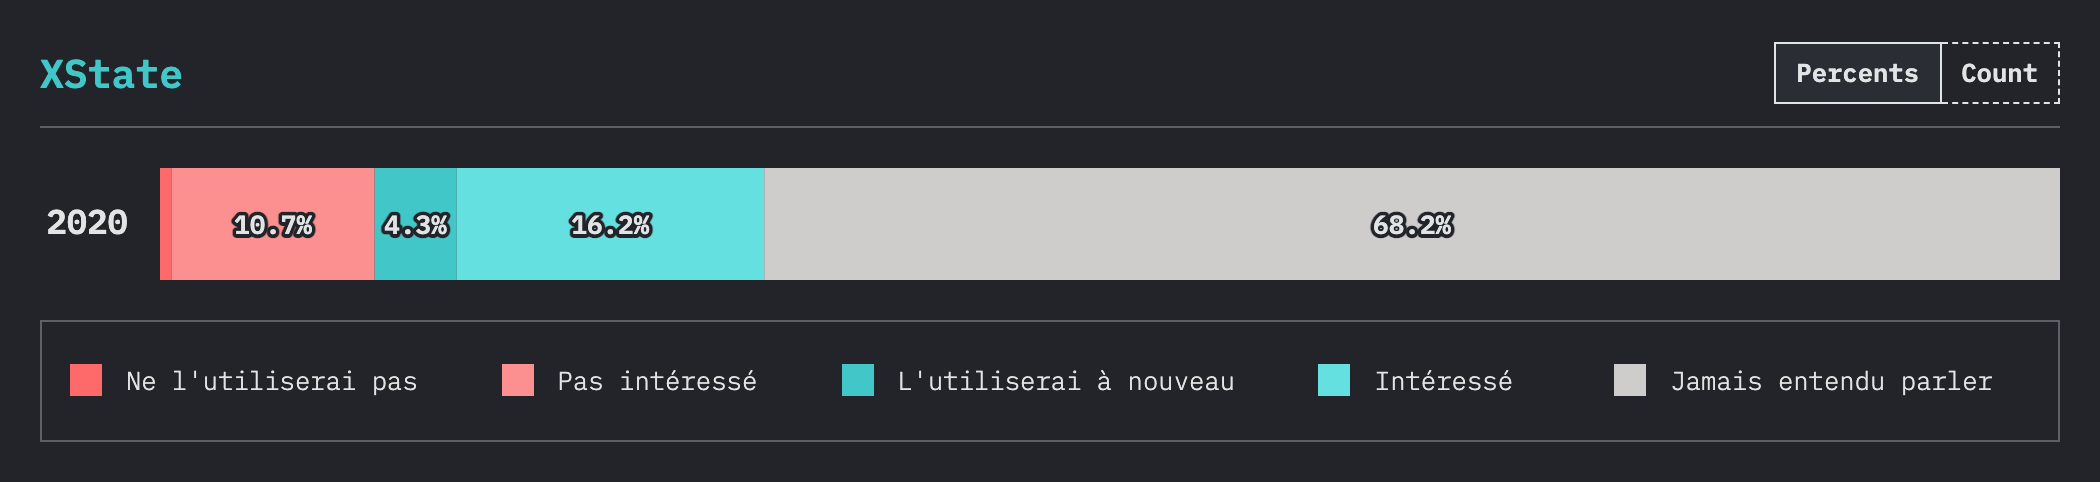 XState
Percents Count
2020 10.7% 4.3% 16.2% 68.2%
Ne l'utiliserai pas Pas intéressé L'utiliserai à nouveau Intéressé Jamais entendu parler